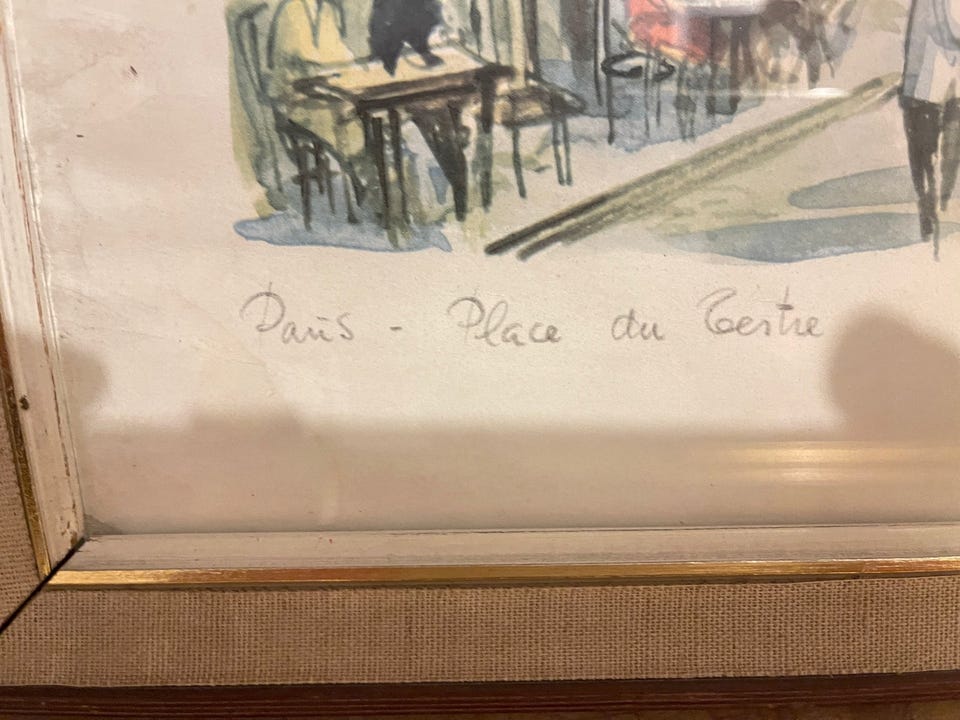 Paris - Place du Tertre